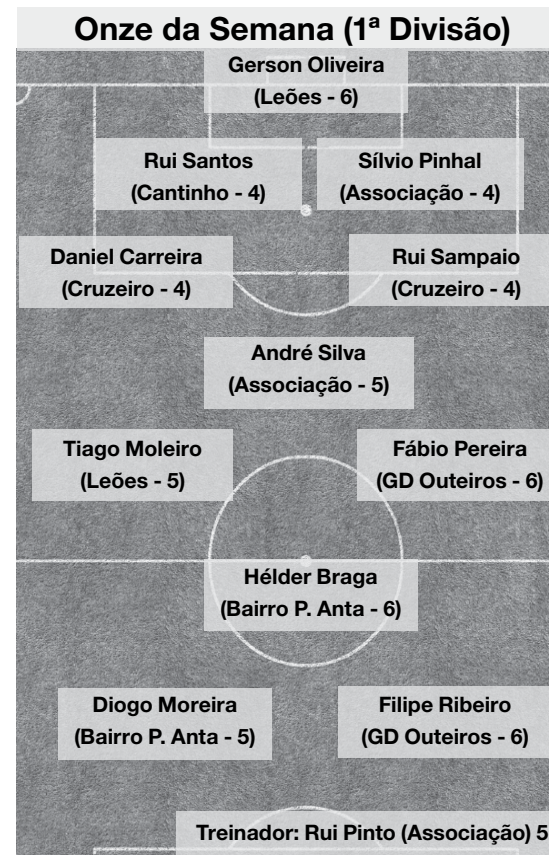 Onze da Semana (1ª Divisão)
Gerson Oliveira
(Leões - 6)
Rui Santos
(Cantinho - 4)
Sílvio Pinhal
(Associação - 4)
Daniel Carreira
(Cruzeiro - 4)
Rui Sampaio
(Cruzeiro - 4)
André Silva
(Associação - 5)
Tiago Moleiro
(Leões - 5)
Fábio Pereira
(GD Outeiros - 6)
Hélder Braga
(Bairro P. Anta - 6)
Diogo Moreira
(Bairro P. Anta - 5)
Filipe Ribeiro
(GD Outeiros - 6)
Treinador: Rui Pinto (Associação) 5